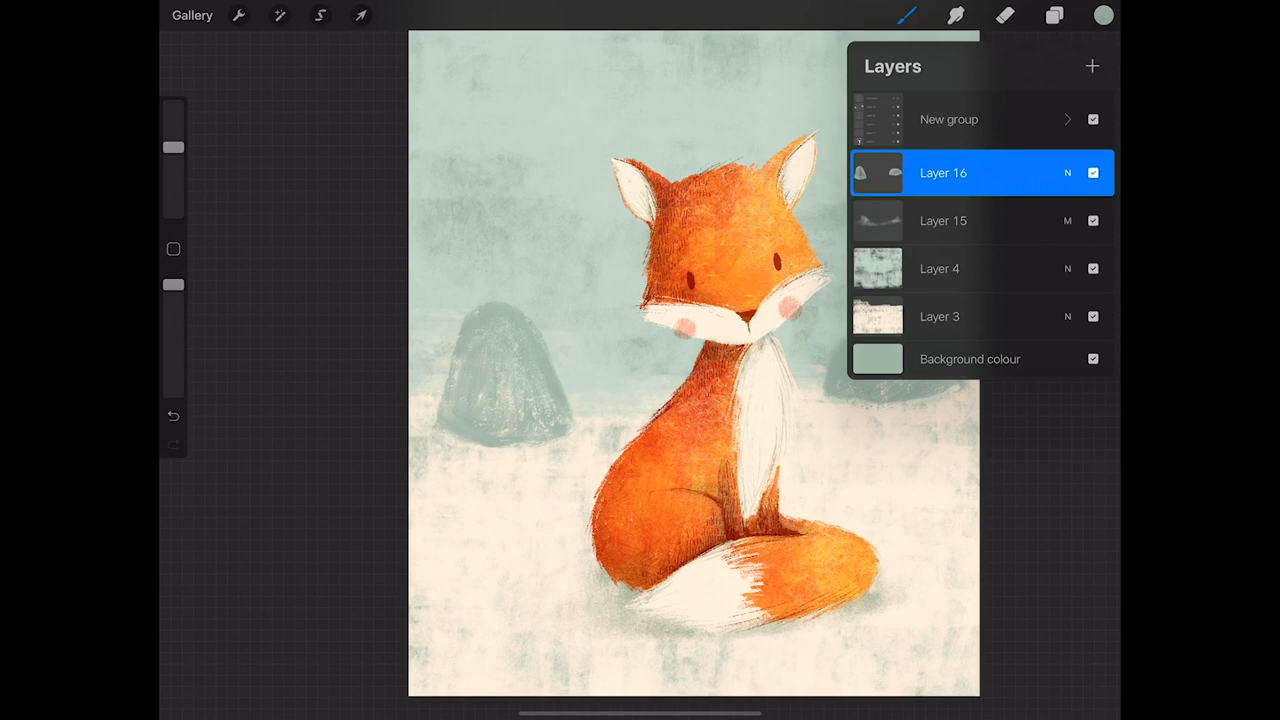 Gallery
Layers
New group
Layer 16 N
Layer 15 M
Layer 4 N
Layer 3 N
Background colour